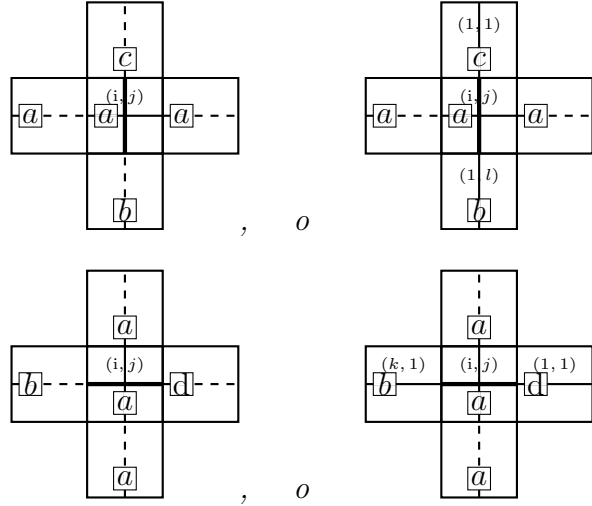 (1, 1)
c c
(i, j) (i, j)
a a a a a a
(1, l)
b b
, o
a a
(i, j) (k, 1) (i, j) (1, 1)
b d b d
a a
a a
, o